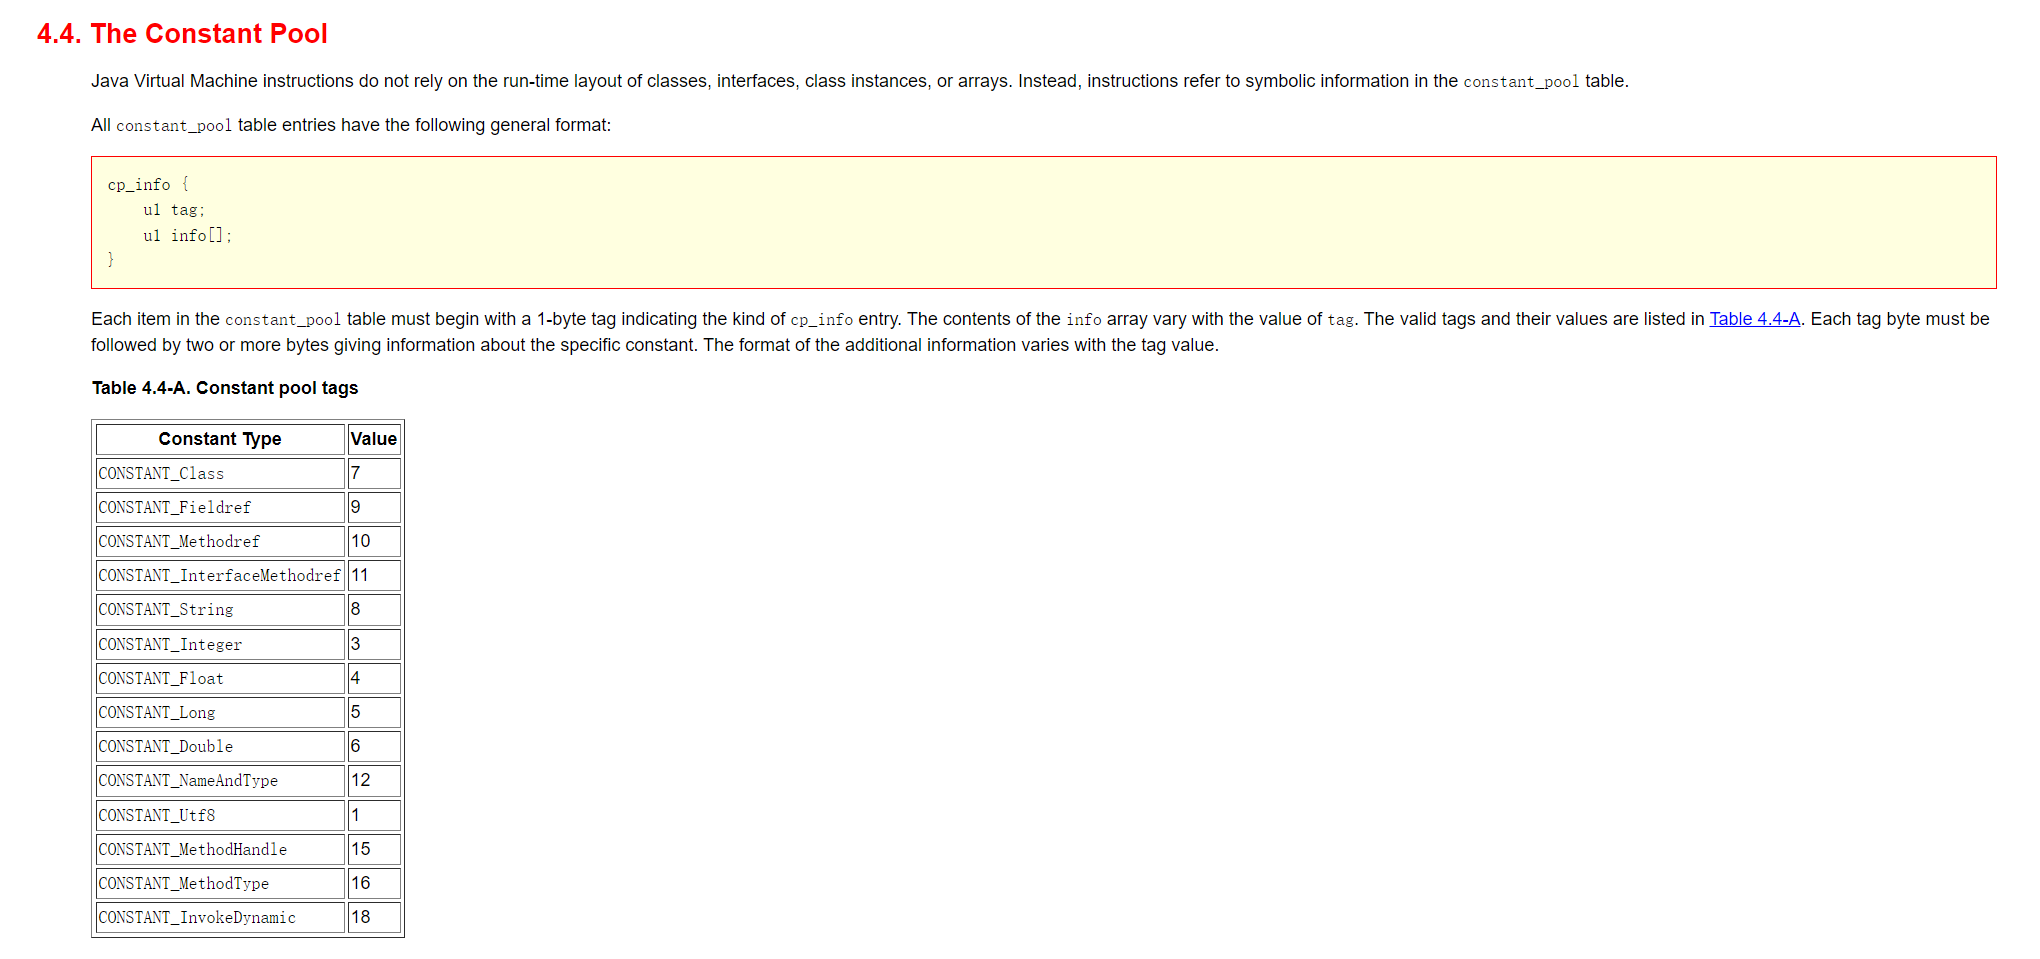 4.4. The Constant Pool
Java Virtual Machine instructions do not rely on the run-time layout of classes, interfaces, class instances, or arrays. Instead, instructions refer to symbolic information in the constant_pool table.
All constant_pool table entries have the following general format:
cp_info {
    u1 tag;
    u1 info[];
}
Each item in the constant_pool table must begin with a 1-byte tag indicating the kind of cp_info entry. The contents of the info array vary with the value of tag. The valid tags and their values are listed in Table 4.4-A. Each tag byte must be
followed by two or more bytes giving information about the specific constant. The format of the additional information varies with the tag value.
Table 4.4-A. Constant pool tags
Constant Type Value
CONSTANT_Class 7
CONSTANT_Fieldref 9
CONSTANT_Methodref 10
CONSTANT_InterfaceMethodref 11
CONSTANT_String 8
CONSTANT_Integer 3
CONSTANT_Float 4
CONSTANT_Long 5
CONSTANT_Double 6
CONSTANT_NameAndType 12
CONSTANT_Utf8 1
CONSTANT_MethodHandle 15
CONSTANT_MethodType 16
CONSTANT_InvokeDynamic 18